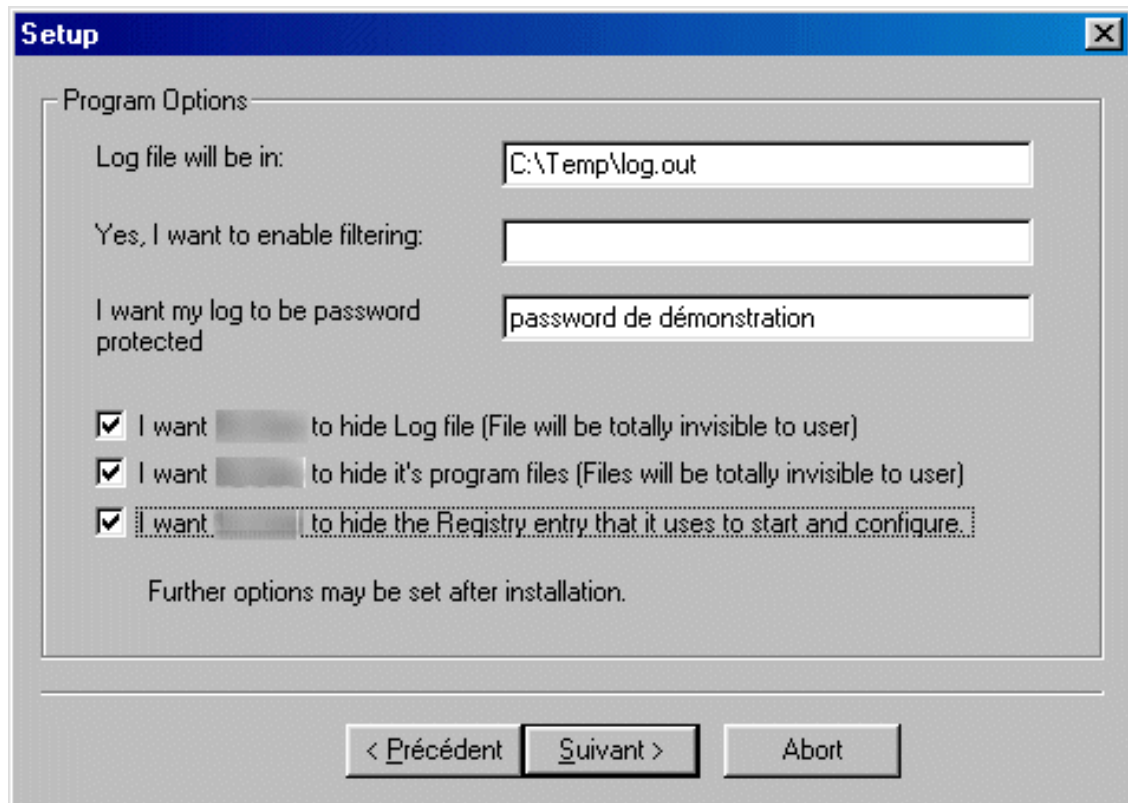 Setup
Program Options
Log file will be in:
C:\Temp\log.out
Yes, I want to enable filtering:
I want my log to be password
protected
password de démonstration
I want to hide Log file (File will be totally invisible to user)
I want to hide it's program files (Files will be totally invisible to user)
I want to hide the Registry entry that it uses to start and configure.
Further options may be set after installation.
< Précédent
Suivant >
Abort